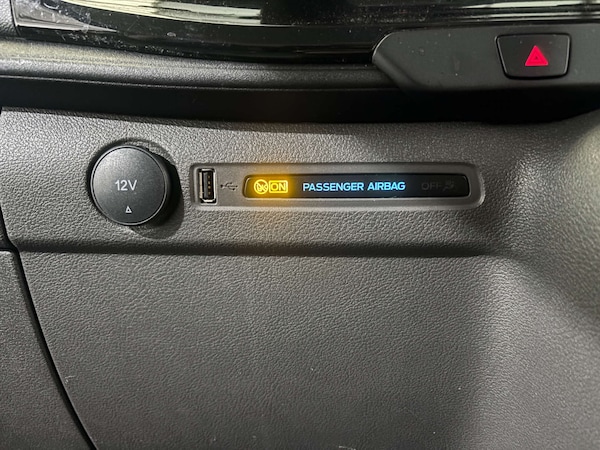 12V
ON PASSENGER AIRBAG OFF